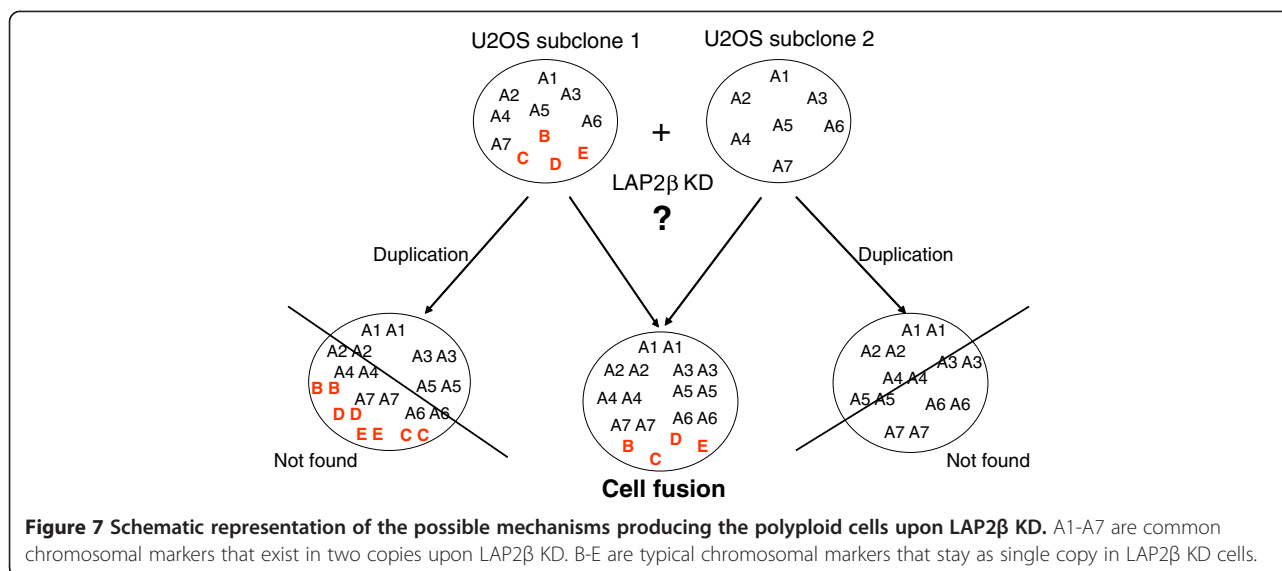 U2OS subclone 1
U2OS subclone 2
A1
A2 A3
A4 A5 A6
A7 B
C D E
+
LAP2β KD
?
A1
A2 A3
A4 A5 A6
A7
Duplication
Duplication
A1 A1
A2 A2 A3 A3
A4 A4
B B A5 A5
A7 A7
D D A6 A6
E E C C
Not found
A1 A1
A2 A2 A3 A3
A5 A5
A4 A4
A6 A6
A7 A7
B D E
C
Cell fusion
A1 A1
A2 A2 A3 A3
A4 A4
A5 A5 A6 A6
A7 A7
Not found
Figure 7 Schematic representation of the possible mechanisms producing the polyploid cells upon LAP2β KD. A1-A7 are common
chromosomal markers that exist in two copies upon LAP2β KD. B-E are typical chromosomal markers that stay as single copy in LAP2β KD cells.